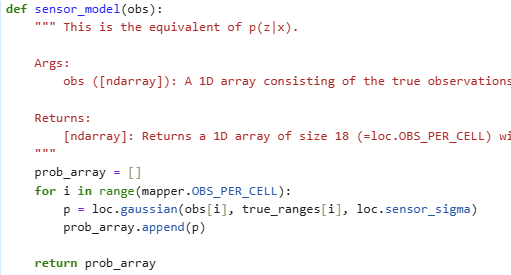 def sensor_model(obs):
    """ This is the equivalent of p(z|x).
    Args:
        obs ([ndarray]): A 1D array consisting of the true observations
    Returns:
        [ndarray]: Returns a 1D array of size 18 (=loc.OBS_PER_CELL) wi
    """
    prob_array = []
    for i in range(mapper.OBS_PER_CELL):
        p = loc.gaussian(obs[i], true_ranges[i], loc.sensor_sigma)
        prob_array.append(p)
    return prob_array